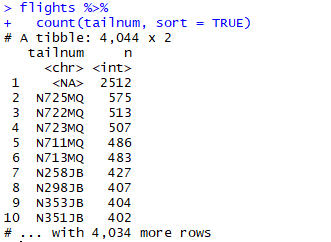 > flights %>%
+   count(tailnum, sort = TRUE)
# A tibble: 4,044 x 2
   tailnum     n
     <chr> <int>
 1    <NA>  2512
 2  N725MQ   575
 3  N722MQ   513
 4  N723MQ   507
 5  N711MQ   486
 6  N713MQ   483
 7  N258JB   427
 8  N298JB   407
 9  N353JB   404
10  N351JB   402
# ... with 4,034 more rows